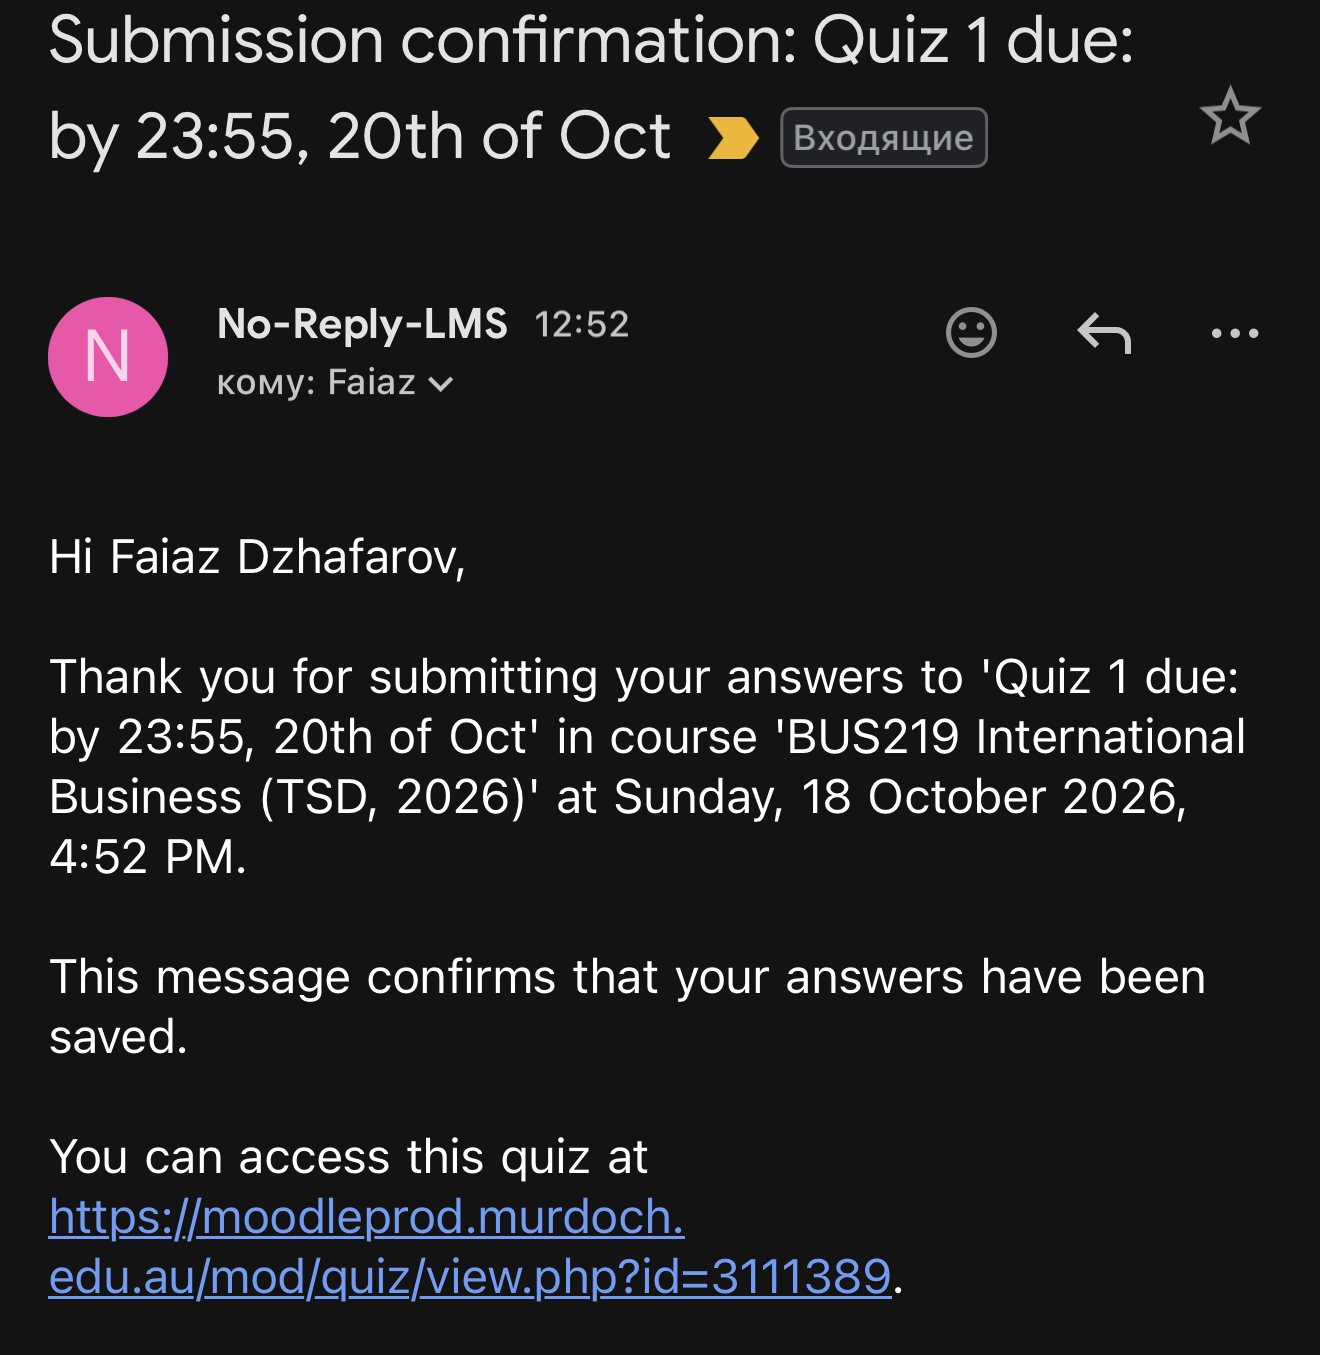 Submission confirmation: Quiz 1 due:
by 23:55, 20th of Oct Входящие
N
No-Reply-LMS 12:52
кому: Faiaz
Hi Faiaz Dzhafarov,
Thank you for submitting your answers to 'Quiz 1 due:
by 23:55, 20th of Oct' in course 'BUS219 International
Business (TSD, 2026)' at Sunday, 18 October 2026,
4:52 PM.
This message confirms that your answers have been
saved.
You can access this quiz at
https://moodleprod.murdoch.
edu.au/mod/quiz/view.php?id=3111389.